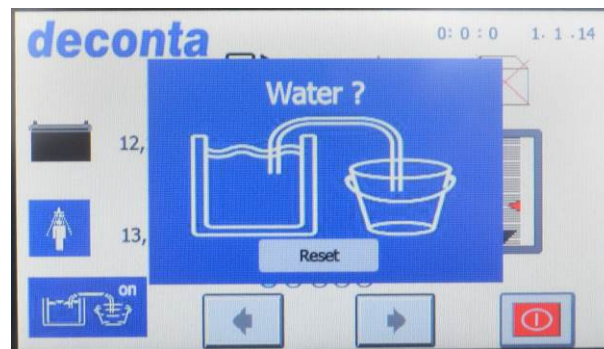 deconta
0: 0 : 0 1. 1 .14
Water ?
12,
13,
Reset
on